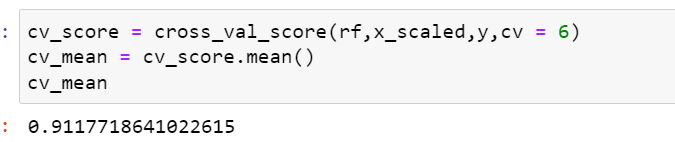 : cv_score = cross_val_score(rf,x_scaled,y,cv = 6)
cv_mean = cv_score.mean()
cv_mean
: 0.9117718641022615